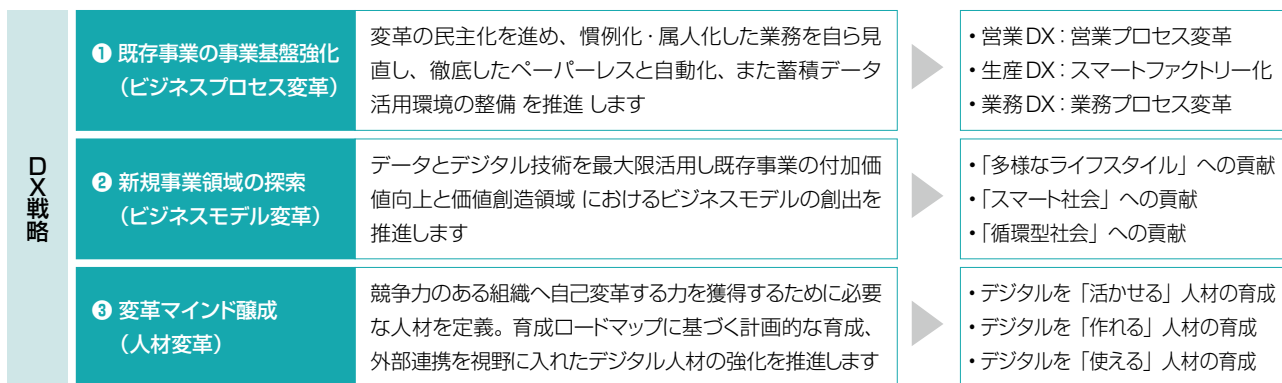 DX戦略
❶ 既存事業の事業基盤強化
（ビジネスプロセス変革）
変革の民主化を進め、慣例化・属人化した業務を自ら見
直し、徹底したペーパーレスと自動化、また蓄積データ
活用環境の整備 を推進 します
・営業DX：営業プロセス変革
・生産DX：スマートファクトリー化
・業務DX：業務プロセス変革
❷ 新規事業領域の探索
（ビジネスモデル変革）
データとデジタル技術を最大限活用し既存事業の付加価
値向上と価値創造領域 におけるビジネスモデルの創出を
推進します
・「多様なライフスタイル」への貢献
・「スマート社会」への貢献
・「循環型社会」への貢献
❸ 変革マインド醸成
（人材変革）
競争力のある組織へ自己変革する力を獲得するために必要
な人材を定義。育成ロードマップに基づく計画的な育成、
外部連携を視野に入れたデジタル人材の強化を推進します
・デジタルを「活かせる」人材の育成
・デジタルを「作れる」人材の育成
・デジタルを「使える」人材の育成